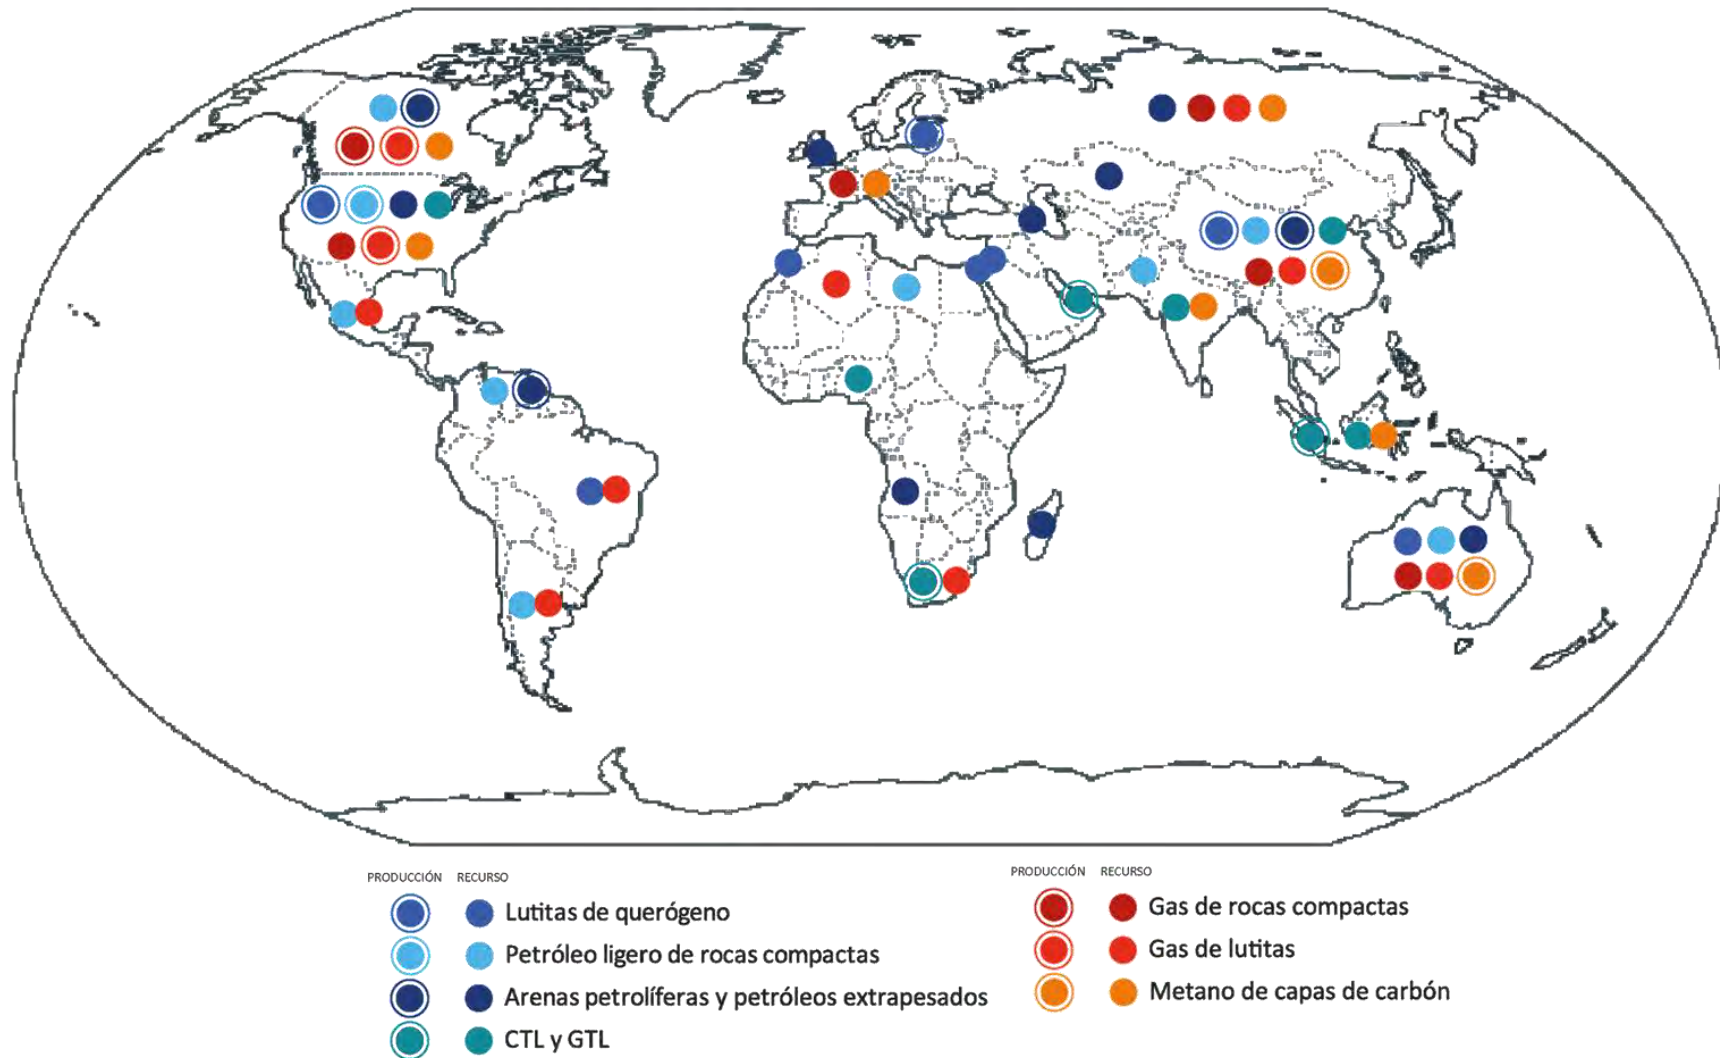 PRODUCCIÓN RECURSO
Lutitas de querógeno
Petróleo ligero de rocas compactas
Arenas petrolíferas y petróleos extrapesados
CTL y GTL
PRODUCCIÓN RECURSO
Gas de rocas compactas
Gas de lutitas
Metano de capas de carbón